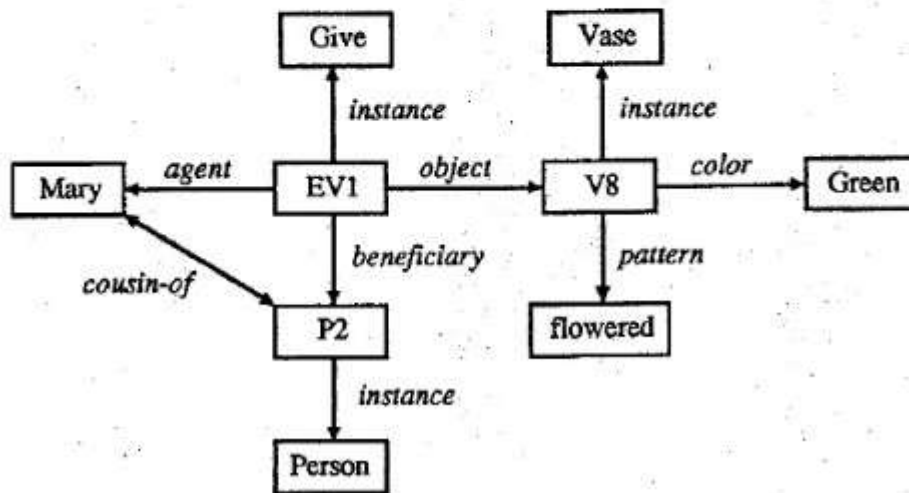 Give
Vase
instance
instance
Mary
agent
EV1
object
V8
color
Green
beneficiary
pattern
cousin-of
P2
flowered
instance
Person